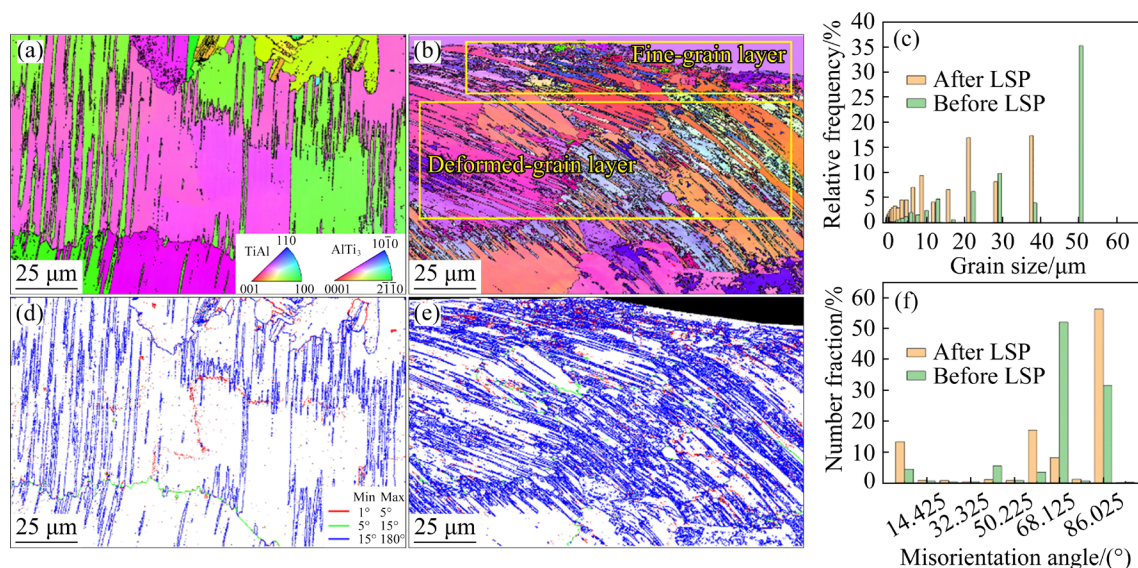 (a)
TiAl
110
001
100
AlTi₃
101̅0
0001
2̅1̅1̅0
25 μm
(b)
Fine-grain layer
Deformed-grain layer
25 μm
(c)
Relative frequency/%
40
35
30
25
20
15
10
5
0
After LSP
Before LSP
0 10 20 30 40 50 60
Grain size/μm
(d)
Min Max
1° 5°
5° 15°
15° 180°
25 μm
(e)
25 μm
(f)
Number fraction/%
60
50
40
30
20
10
0
After LSP
Before LSP
14.425 32.325 50.225 68.125 86.025
Misorientation angle/(°)